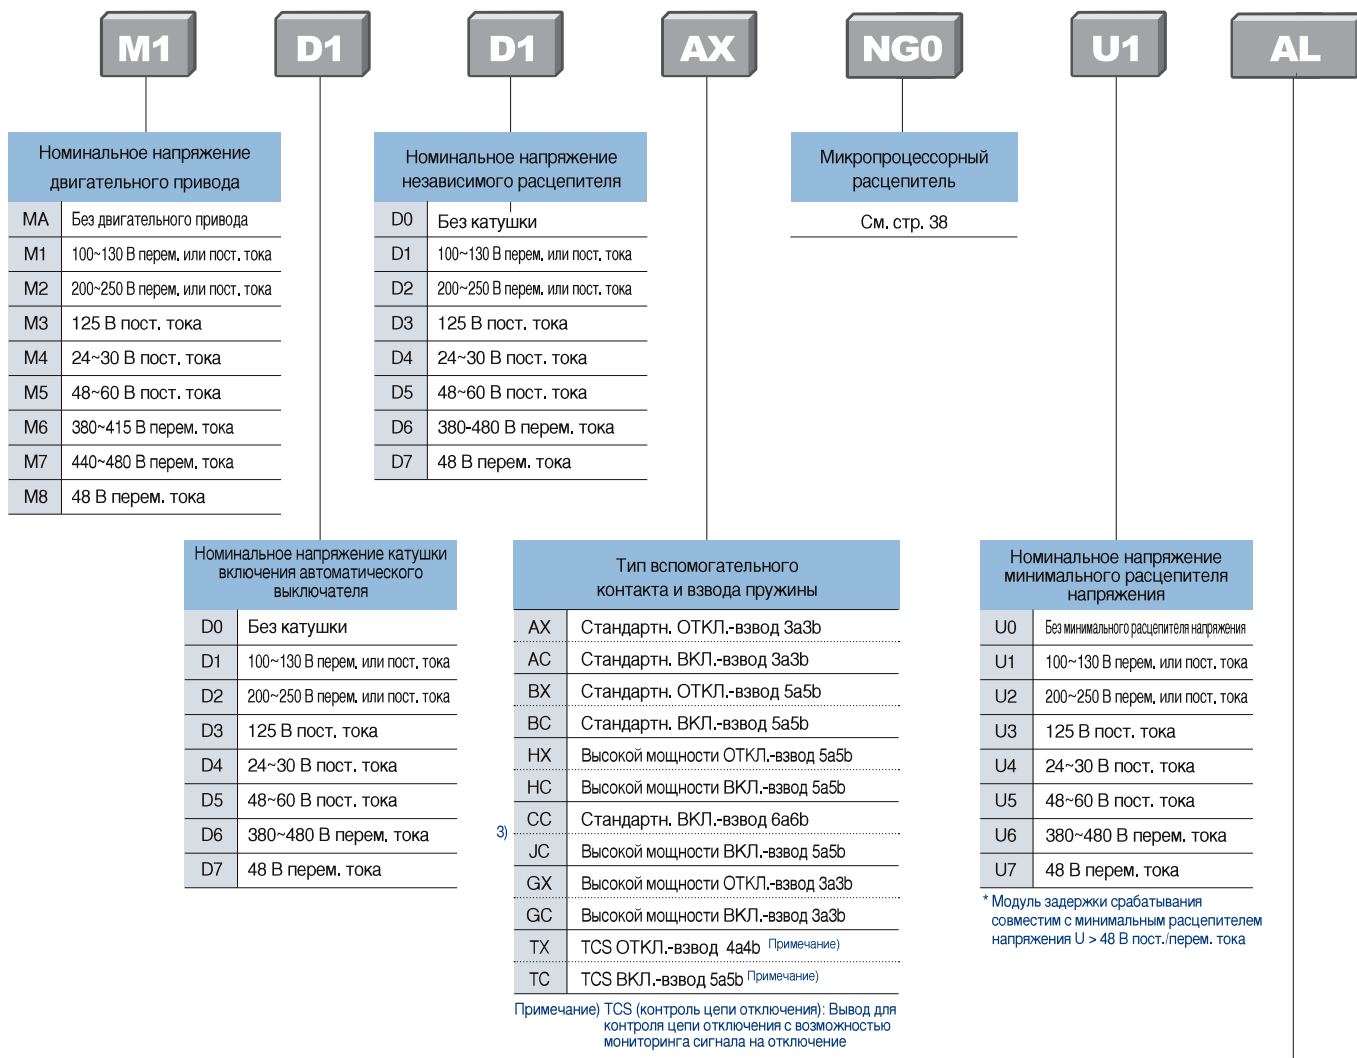 M1 D1 D1 AX NG0 U1 AL
Номинальное напряжение
двигательного привода
MA Без двигательного привода
M1 100~130 В перем. или пост. тока
M2 200~250 В перем. или пост. тока
M3 125 В пост. тока
M4 24~30 В пост. тока
M5 48~60 В пост. тока
M6 380~415 В перем. тока
M7 440~480 В перем. тока
M8 48 В перем. тока
Номинальное напряжение
независимого расцепителя
D0 Без катушки
D1 100~130 В перем. или пост. тока
D2 200~250 В перем. или пост. тока
D3 125 В пост. тока
D4 24~30 В пост. тока
D5 48~60 В пост. тока
D6 380-480 В перем. тока
D7 48 В перем. тока
Микропроцессорный
расцепитель
См. стр. 38
Номинальное напряжение катушки
включения автоматического
выключателя
D0 Без катушки
D1 100~130 В перем. или пост. тока
D2 200~250 В перем. или пост. тока
D3 125 В пост. тока
D4 24~30 В пост. тока
D5 48~60 В пост. тока
D6 380~480 В перем. тока
D7 48 В перем. тока
Тип вспомогательного
контакта и взвода пружины
AX Стандартн. ОТКЛ.-взвод 3a3b
AC Стандартн. ВКЛ.-взвод 3a3b
BX Стандартн. ОТКЛ.-взвод 5a5b
BC Стандартн. ВКЛ.-взвод 5a5b
HX Высокой мощности ОТКЛ.-взвод 5a5b
HC Высокой мощности ВКЛ.-взвод 5a5b
3) CC Стандартн. ВКЛ.-взвод 6a6b
JC Высокой мощности ВКЛ.-взвод 5a5b
GX Высокой мощности ОТКЛ.-взвод 3a3b
GC Высокой мощности ВКЛ.-взвод 3a3b
TX TCS ОТКЛ.-взвод 4a4b Примечание)
TC TCS ВКЛ.-взвод 5a5b Примечание)
Примечание) TCS (контроль цепи отключения): Вывод для
контроля цепи отключения с возможностью
мониторинга сигнала на отключение
Номинальное напряжение
минимального расцепителя
напряжения
U0 Без минимального расцепителя напряжения
U1 100~130 В перем. или пост. тока
U2 200~250 В перем. или пост. тока
U3 125 В пост. тока
U4 24~30 В пост. тока
U5 48~60 В пост. тока
U6 380~480 В перем. тока
U7 48 В перем. тока
* Модуль задержки срабатывания
совместим с минимальным расцепителем
напряжения U > 48 В пост./перем. тока